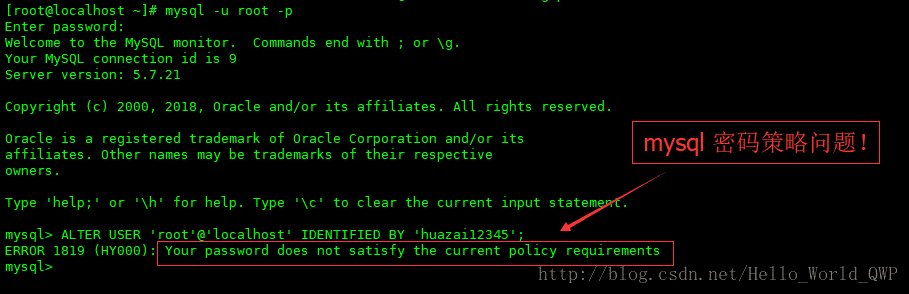 [root@localhost ~]# mysql -u root -p
Enter password:
Welcome to the MySQL monitor.  Commands end with ; or \g.
Your MySQL connection id is 9
Server version: 5.7.21
Copyright (c) 2000, 2018, Oracle and/or its affiliates. All rights reserved.
Oracle is a registered trademark of Oracle Corporation and/or its
affiliates. Other names may be trademarks of their respective
owners.
mysql 密码策略问题！
Type 'help;' or '\h' for help. Type '\c' to clear the current input statement.
mysql> ALTER USER 'root'@'localhost' IDENTIFIED BY 'huazai12345';
ERROR 1819 (HY000): Your password does not satisfy the current policy requirements
mysql>
http://blog.csdn.net/Hello_World_QWP